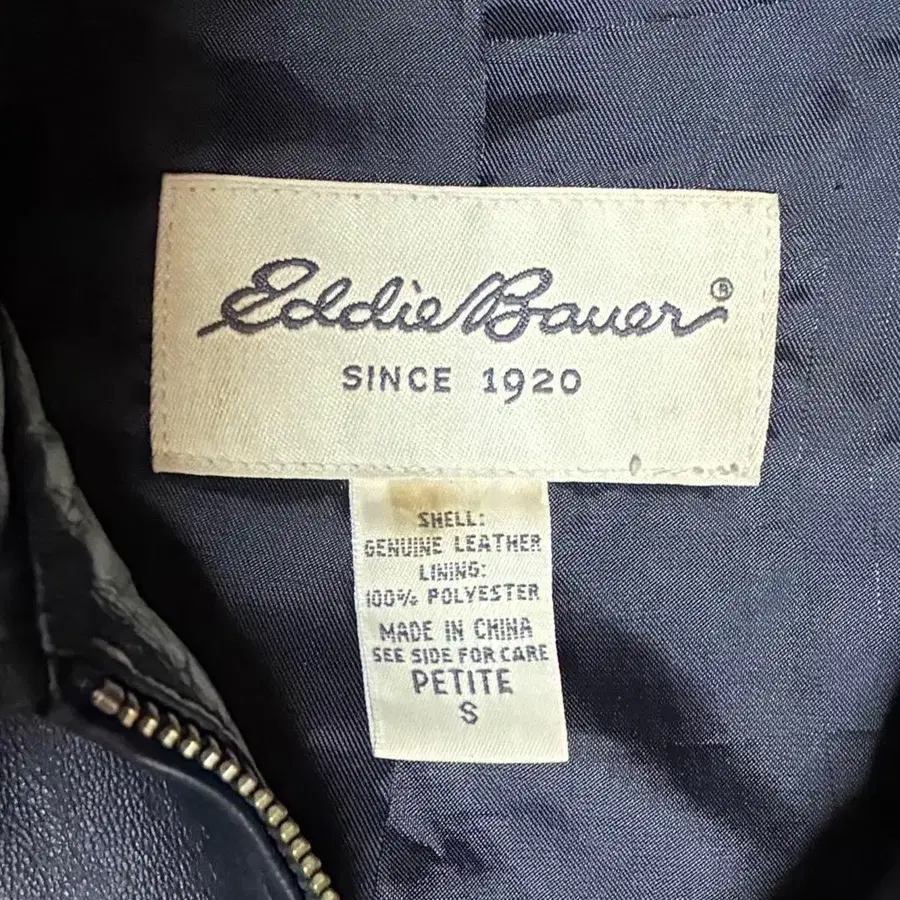 Eddie Bauer®
SINCE 1920
SHELL:
GENUINE LEATHER
LINING:
100% POLYESTER
MADE IN CHINA
SEE SIDE FOR CARE
PETITE
S